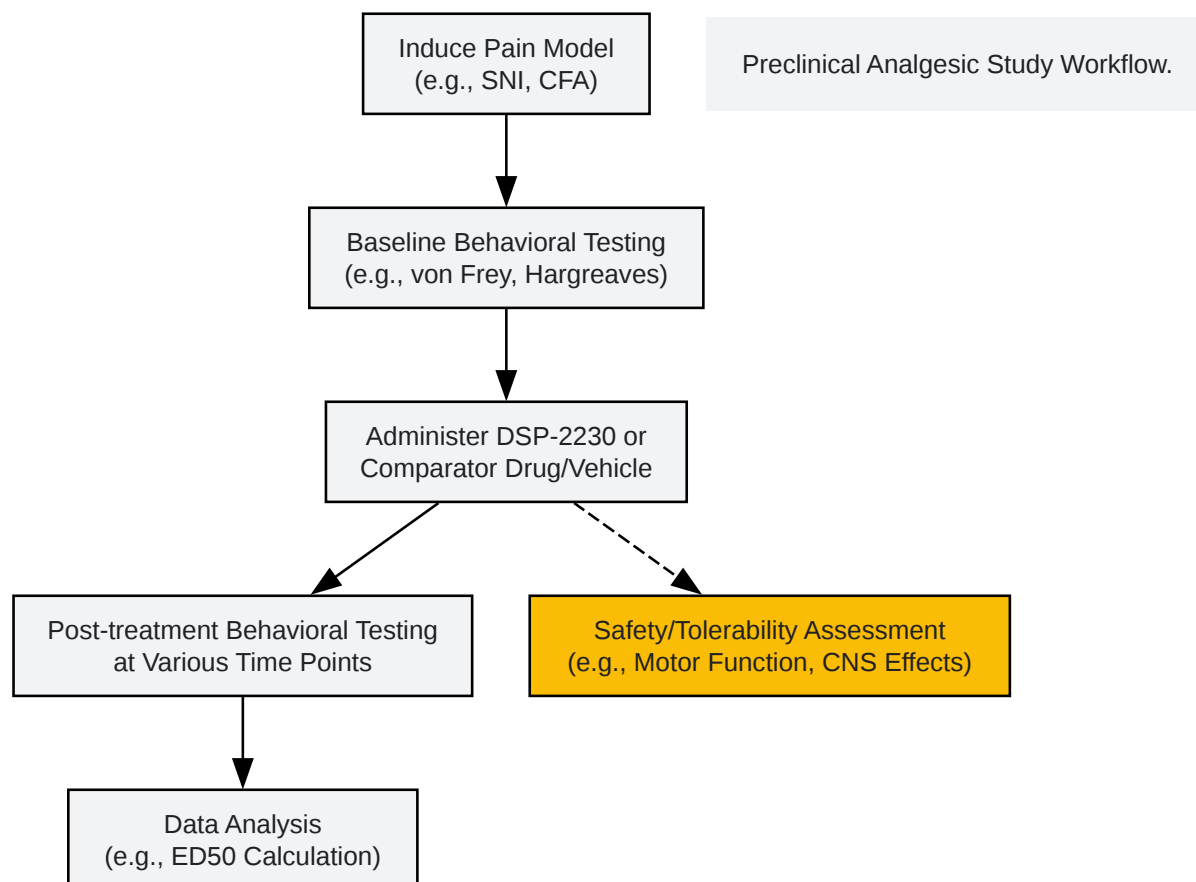 Induce Pain Model
(e.g., SNI, CFA)
Preclinical Analgesic Study Workflow.
Baseline Behavioral Testing
(e.g., von Frey, Hargreaves)
Administer DSP-2230 or
Comparator Drug/Vehicle
Post-treatment Behavioral Testing
at Various Time Points
Safety/Tolerability Assessment
(e.g., Motor Function, CNS Effects)
Data Analysis
(e.g., ED50 Calculation)